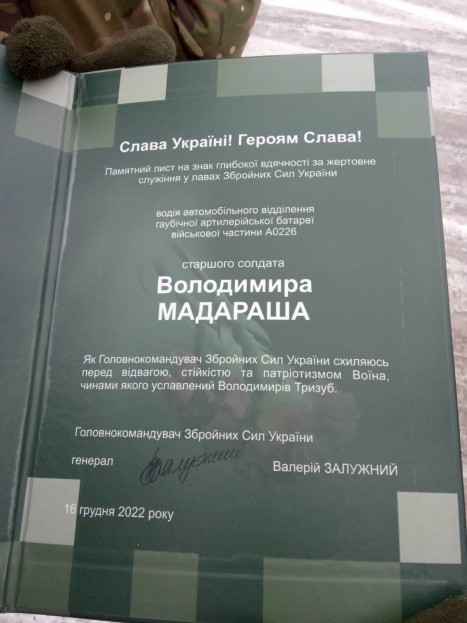 Слава Україні! Героям Слава!
Памятний лист на знак глибокої вдячності за жертовне
служіння у лавах Збройних Сил України
водія автомобільного відділення
гаубічної артилерійської батареї
військової частини А0226
старшого солдата
Володимира
МАДАРАША
Як Головнокомандувач Збройних Сил України схиляюсь
перед відвагою, стійкістю та патріотизмом Воїна,
чинами якого уславлений Володимирів Тризуб.
Головнокомандувач Збройних Сил України
генерал Валерій ЗАЛУЖНИЙ
16 грудня 2022 року